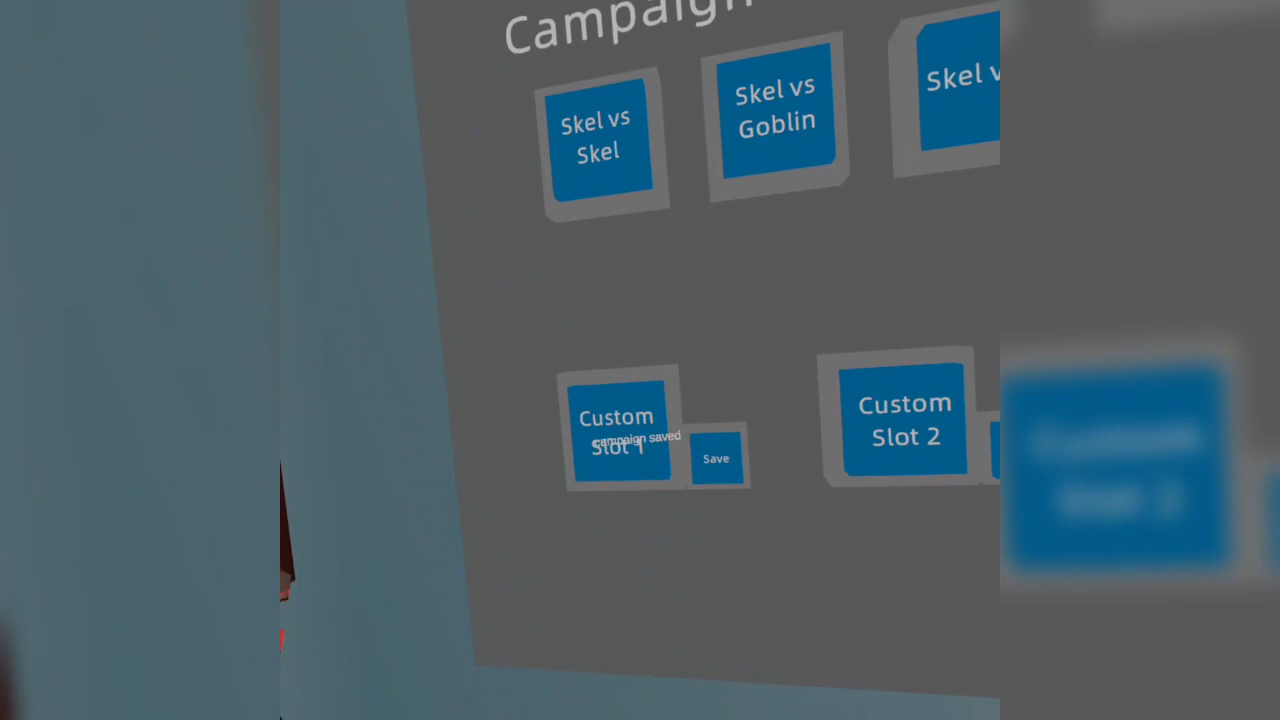 Campaign
Skel vs
Skel
Skel vs
Goblin
Skel v
Custom
Slot 1
campaign saved
Save
Custom
Slot 2